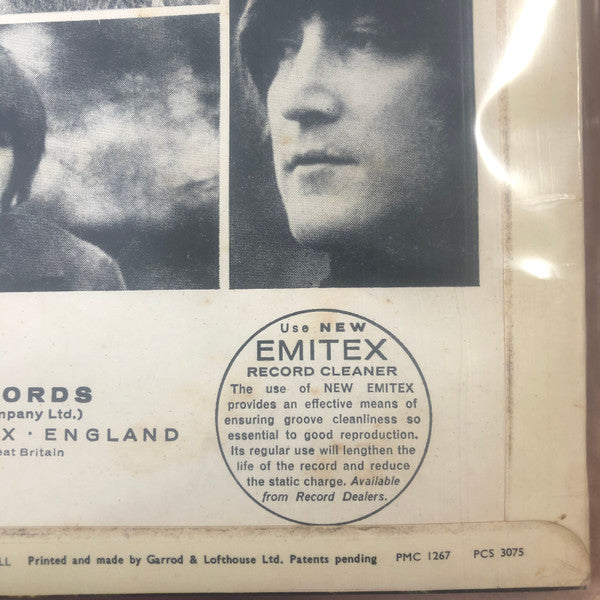 Use NEW
EMITEX
RECORD CLEANER
The use of NEW EMITEX
provides an effective means of
ensuring groove cleanliness so
essential to good reproduction.
Its regular use will lengthen the
life of the record and reduce
the static charge. Available
from Record Dealers.
ORDS
mpany Ltd.)
X · ENGLAND
eat Britain
LL Printed and made by Garrod & Lofthouse Ltd. Patents pending PMC 1267 PCS 3075